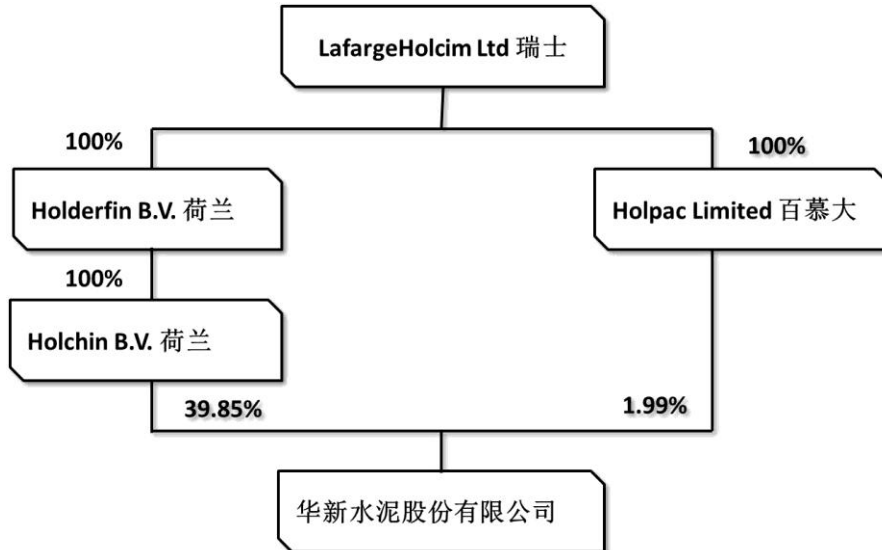 LafargeHolcim Ltd 瑞士
100%
100%
Holderfin B.V. 荷兰
Holpac Limited 百慕大
100%
Holchin B.V. 荷兰
39.85%
1.99%
华新水泥股份有限公司